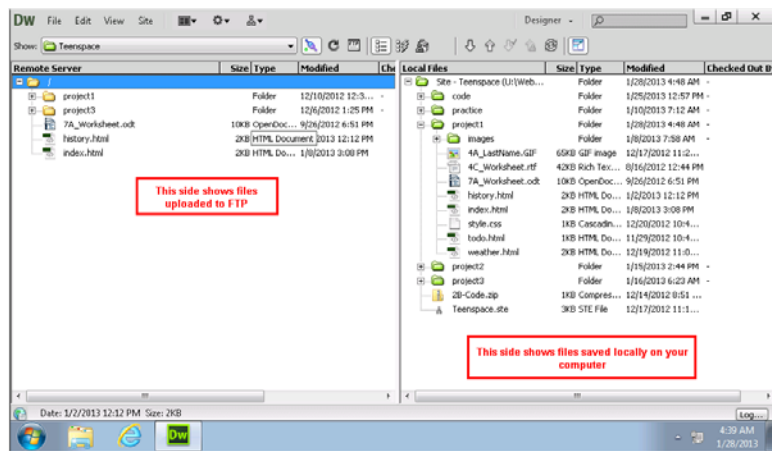 DW File Edit View Site Designer
Show: Teenspace
Remote Server Size Type Modified Che
/
project1 Folder 12/10/2012 12:3... -
project3 Folder 12/6/2012 1:25 PM -
7A_Worksheet.odt 10KB OpenDoc... 9/26/2012 6:51 PM
history.html 2KB HTML Document 2013 12:12 PM
index.html 2KB HTML Do... 1/8/2013 3:08 PM
This side shows files
uploaded to FTP
Local Files Size Type Modified Checked Out B
Site - Teenspace (U:\Web... Folder 1/28/2013 4:48 AM -
code Folder 1/25/2013 12:57 PM -
practice Folder 1/10/2013 7:12 AM -
project1 Folder 1/28/2013 4:48 AM -
images Folder 1/8/2013 7:58 AM -
4A_LastName.GIF 65KB GIF image 12/17/2012 11:2...
4C_Worksheet.rtf 42KB Rich Tex... 8/16/2012 12:44 PM
7A_Worksheet.odt 10KB OpenDoc... 9/26/2012 6:51 PM
history.html 2KB HTML Do... 1/2/2013 12:12 PM
index.html 2KB HTML Do... 1/8/2013 3:08 PM
style.css 1KB Cascadin... 12/20/2012 10:4...
todo.html 1KB HTML Do... 11/29/2012 10:4...
weather.html 2KB HTML Do... 12/19/2012 11:0...
project2 Folder 1/15/2013 2:44 PM -
project3 Folder 1/16/2013 6:23 AM -
2B-Code.zip 1KB Compres... 12/14/2012 8:51 ...
Teenspace.ste 3KB STE File 12/17/2012 11:1...
This side shows files saved locally on your
computer
Date: 1/2/2013 12:12 PM Size: 2KB Log...
Dw
4:39 AM
1/28/2013